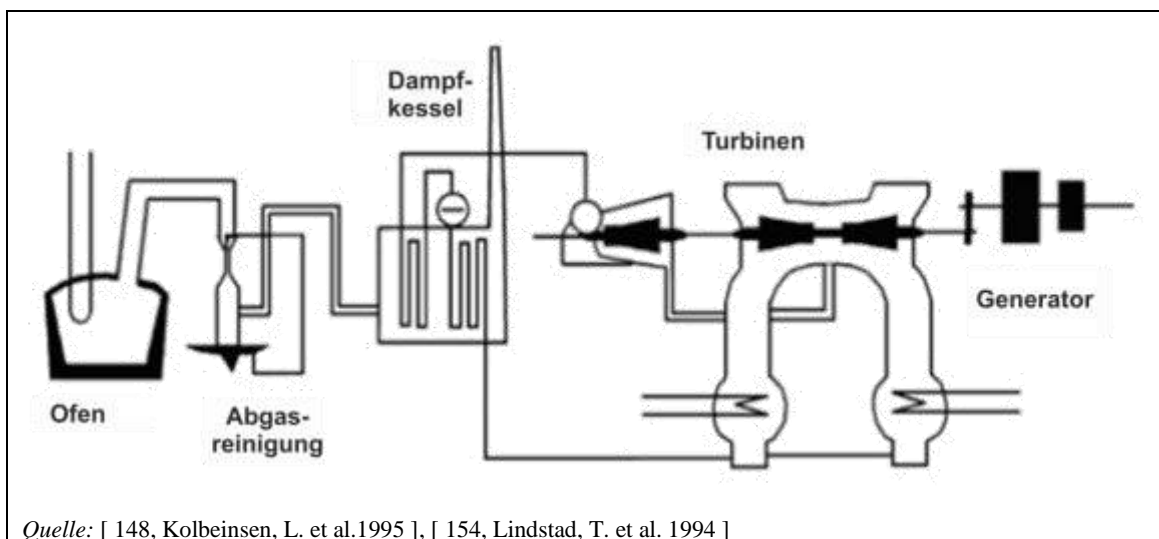 Dampf-
kessel
Turbinen
Generator
Ofen
Abgas-
reinigung
Quelle: [ 148, Kolbeinsen, L. et al.1995 ], [ 154, Lindstad, T. et al. 1994 ]